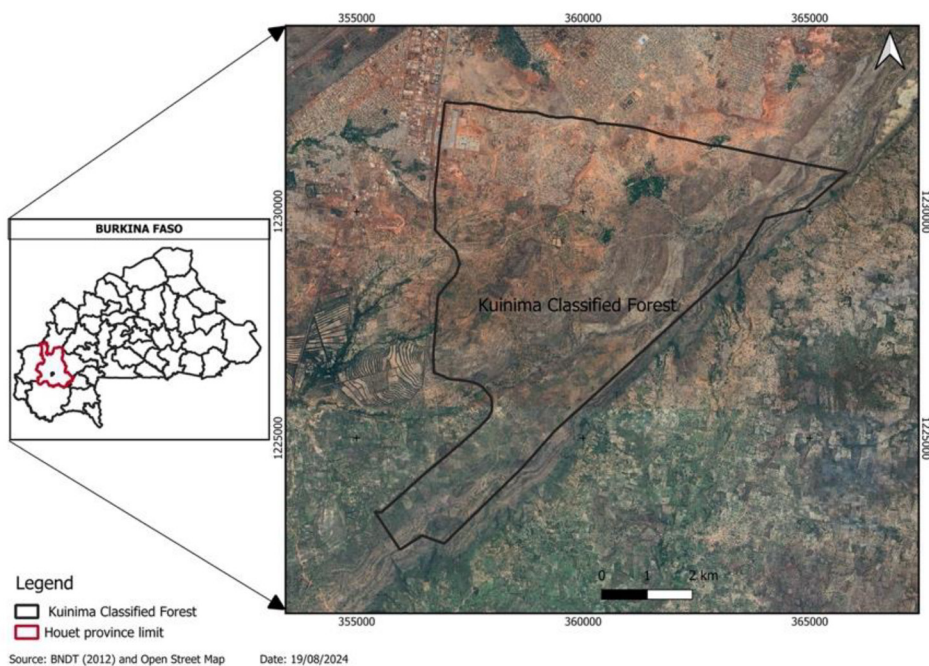 355000 360000 365000
1230000
1230000
BURKINA FASO
Kuinima Classified Forest
1225000
1225000
0 1 2 km
355000 360000 365000
Legend
Kuinima Classified Forest
Houet province limit
Source: BNDT (2012) and Open Street Map Date: 19/08/2024